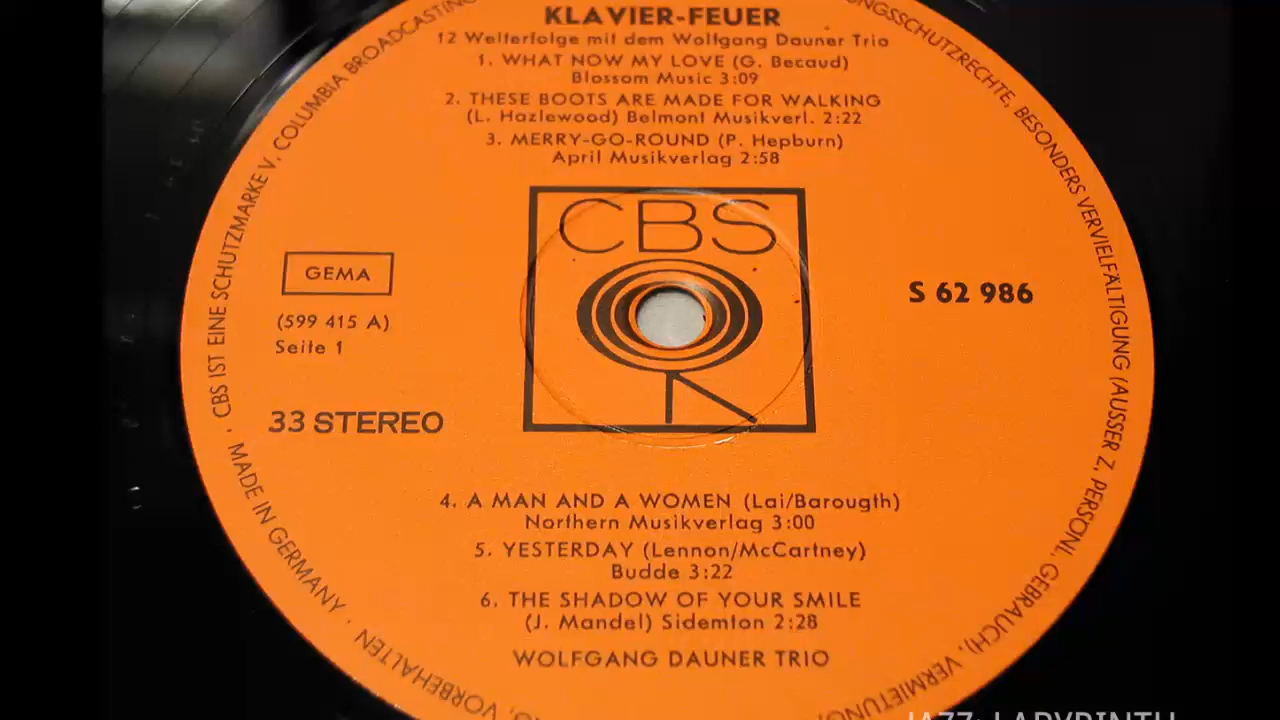 KLAVIER-FEUER
12 Welterfolge mit dem Wolfgang Dauner Trio
1. WHAT NOW MY LOVE (G. Becaud)
Blossom Music 3:09
2. THESE BOOTS ARE MADE FOR WALKING
(L. Hazlewood) Belmont Musikverl. 2:22
3. MERRY-GO-ROUND (P. Hepburn)
April Musikverlag 2:58
CBS
GEMA
(599 415 A)
Seite 1
33 STEREO
S 62 986
4. A MAN AND A WOMEN (Lai/Barougth)
Northern Musikverlag 3:00
5. YESTERDAY (Lennon/McCartney)
Budde 3:22
6. THE SHADOW OF YOUR SMILE
(J. Mandel) Sidemton 2:28
WOLFGANG DAUNER TRIO
MADE IN GERMANY · CBS IST EINE SCHUTZMARKE V. COLUMBIA BROADCASTING
UNGSSCHUTZRECHTE, BESONDERS VERVIELFÄLTIGUNG (AUSSER Z. PERSONL. GEBRAUCH), VERMIETUNG
VORBEHALTEN ·
JAZZ: LABYRINTH